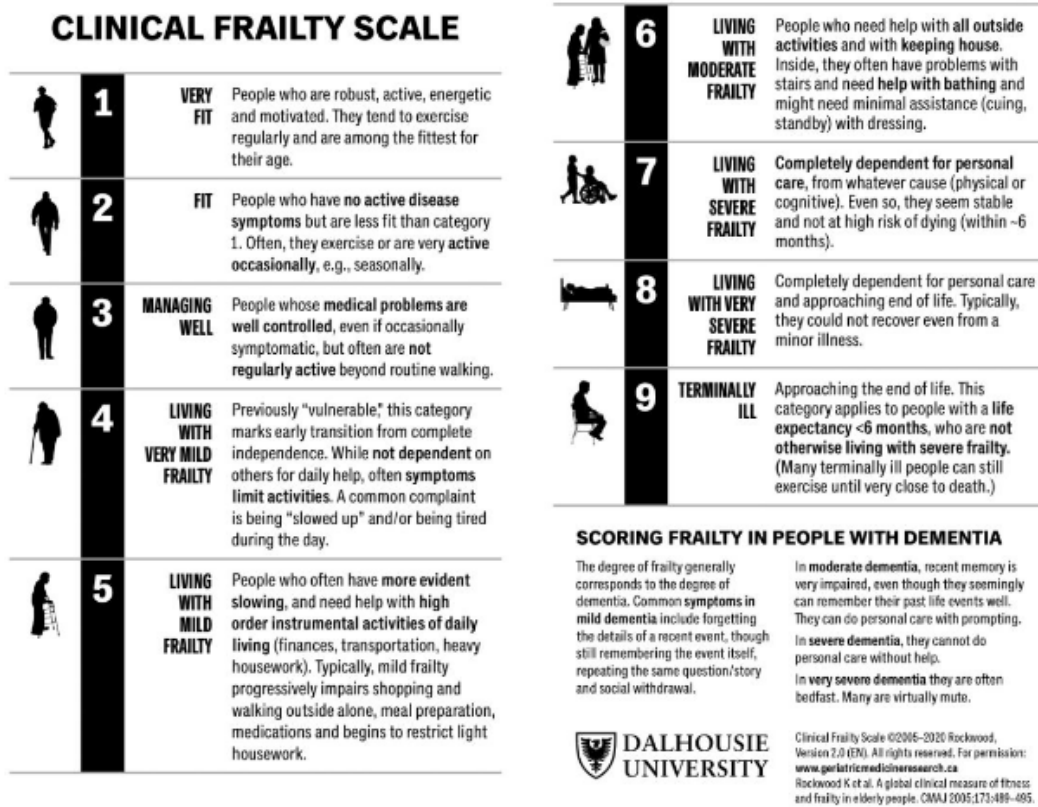 CLINICAL FRAILTY SCALE
1
VERY
FIT
People who are robust, active, energetic
and motivated. They tend to exercise
regularly and are among the fittest for
their age.
2
FIT
People who have no active disease
symptoms but are less fit than category
1. Often, they exercise or are very active
occasionally, e.g., seasonally.
3
MANAGING
WELL
People whose medical problems are
well controlled, even if occasionally
symptomatic, but often are not
regularly active beyond routine walking.
4
LIVING
WITH
VERY MILD
FRAILTY
Previously “vulnerable,” this category
marks early transition from complete
independence. While not dependent on
others for daily help, often symptoms
limit activities. A common complaint
is being “slowed up” and/or being tired
during the day.
5
LIVING
WITH
MILD
FRAILTY
People who often have more evident
slowing, and need help with high
order instrumental activities of daily
living (finances, transportation, heavy
housework). Typically, mild frailty
progressively impairs shopping and
walking outside alone, meal preparation,
medications and begins to restrict light
housework.
6
LIVING
WITH
MODERATE
FRAILTY
People who need help with all outside
activities and with keeping house.
Inside, they often have problems with
stairs and need help with bathing and
might need minimal assistance (cuing,
standby) with dressing.
7
LIVING
WITH
SEVERE
FRAILTY
Completely dependent for personal
care, from whatever cause (physical or
cognitive). Even so, they seem stable
and not at high risk of dying (within ~6
months).
8
LIVING
WITH VERY
SEVERE
FRAILTY
Completely dependent for personal care
and approaching end of life. Typically,
they could not recover even from a
minor illness.
9
TERMINALLY
ILL
Approaching the end of life. This
category applies to people with a life
expectancy <6 months, who are not
otherwise living with severe frailty.
(Many terminally ill people can still
exercise until very close to death.)
SCORING FRAILTY IN PEOPLE WITH DEMENTIA
The degree of frailty generally
corresponds to the degree of
dementia. Common symptoms in
mild dementia include forgetting
the details of a recent event, though
still remembering the event itself,
repeating the same question/story
and social withdrawal.
In moderate dementia, recent memory is
very impaired, even though they seemingly
can remember their past life events well.
They can do personal care with prompting.
In severe dementia, they cannot do
personal care without help.
In very severe dementia they are often
bedfast. Many are virtually mute.
DALHOUSIE
UNIVERSITY
Clinical Frailty Scale ©2005–2020 Rockwood,
Version 2.0 (EN). All rights reserved. For permission:
www.geriatricmedicineresearch.ca
Rockwood K et al. A global clinical measure of fitness
and frailty in elderly people. CMAJ 2005;173:489–495.